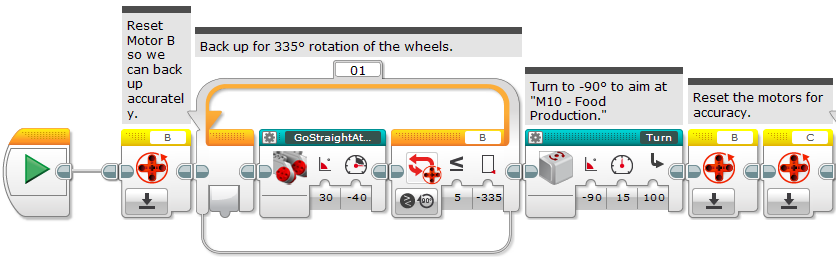 Reset
Motor B
so we
can back
up
accuratel
y.
Back up for 335° rotation of the wheels.
01
Turn to -90° to aim at
"M10 - Food
Production."
Reset the motors for
accuracy.
B
GoStraightAt...
B
Turn
B
C
≤
90°
30
-40
5
-335
-90
15
100